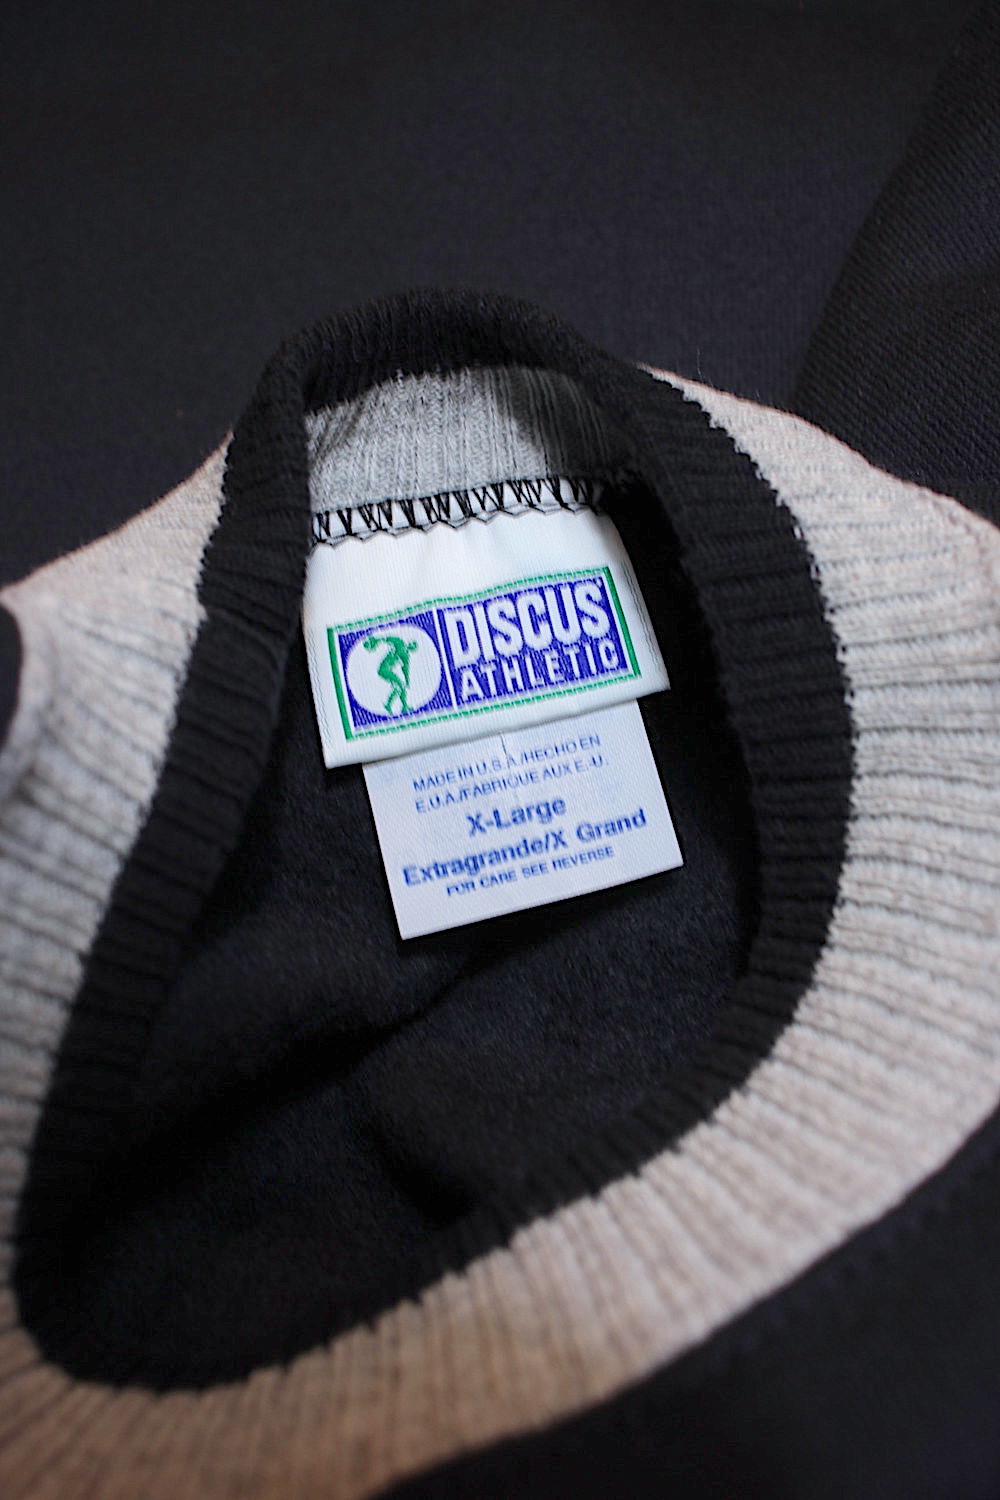 DISCUS
ATHLETIC
MADE IN U.S.A./HECHO EN
E.U.A./FABRIQUE AUX E.-U.
X-Large
Extragrande/X Grand
FOR CARE SEE REVERSE